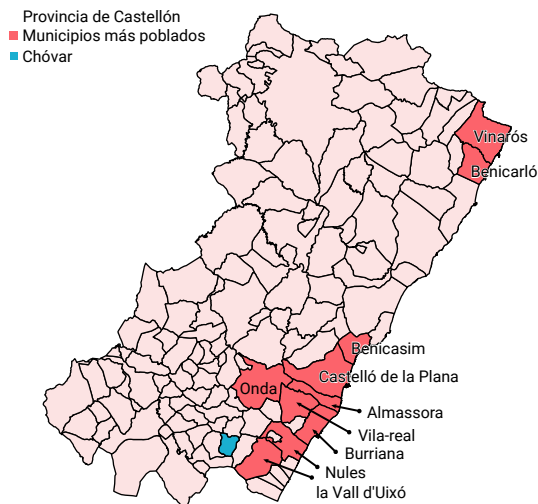 Provincia de Castellón
Municipios más poblados
Chóvar
Vinarós
Benicarló
Benicasim
Castelló de la Plana
Onda
Almassora
Vila-real
Burriana
Nules
la Vall d'Uixó